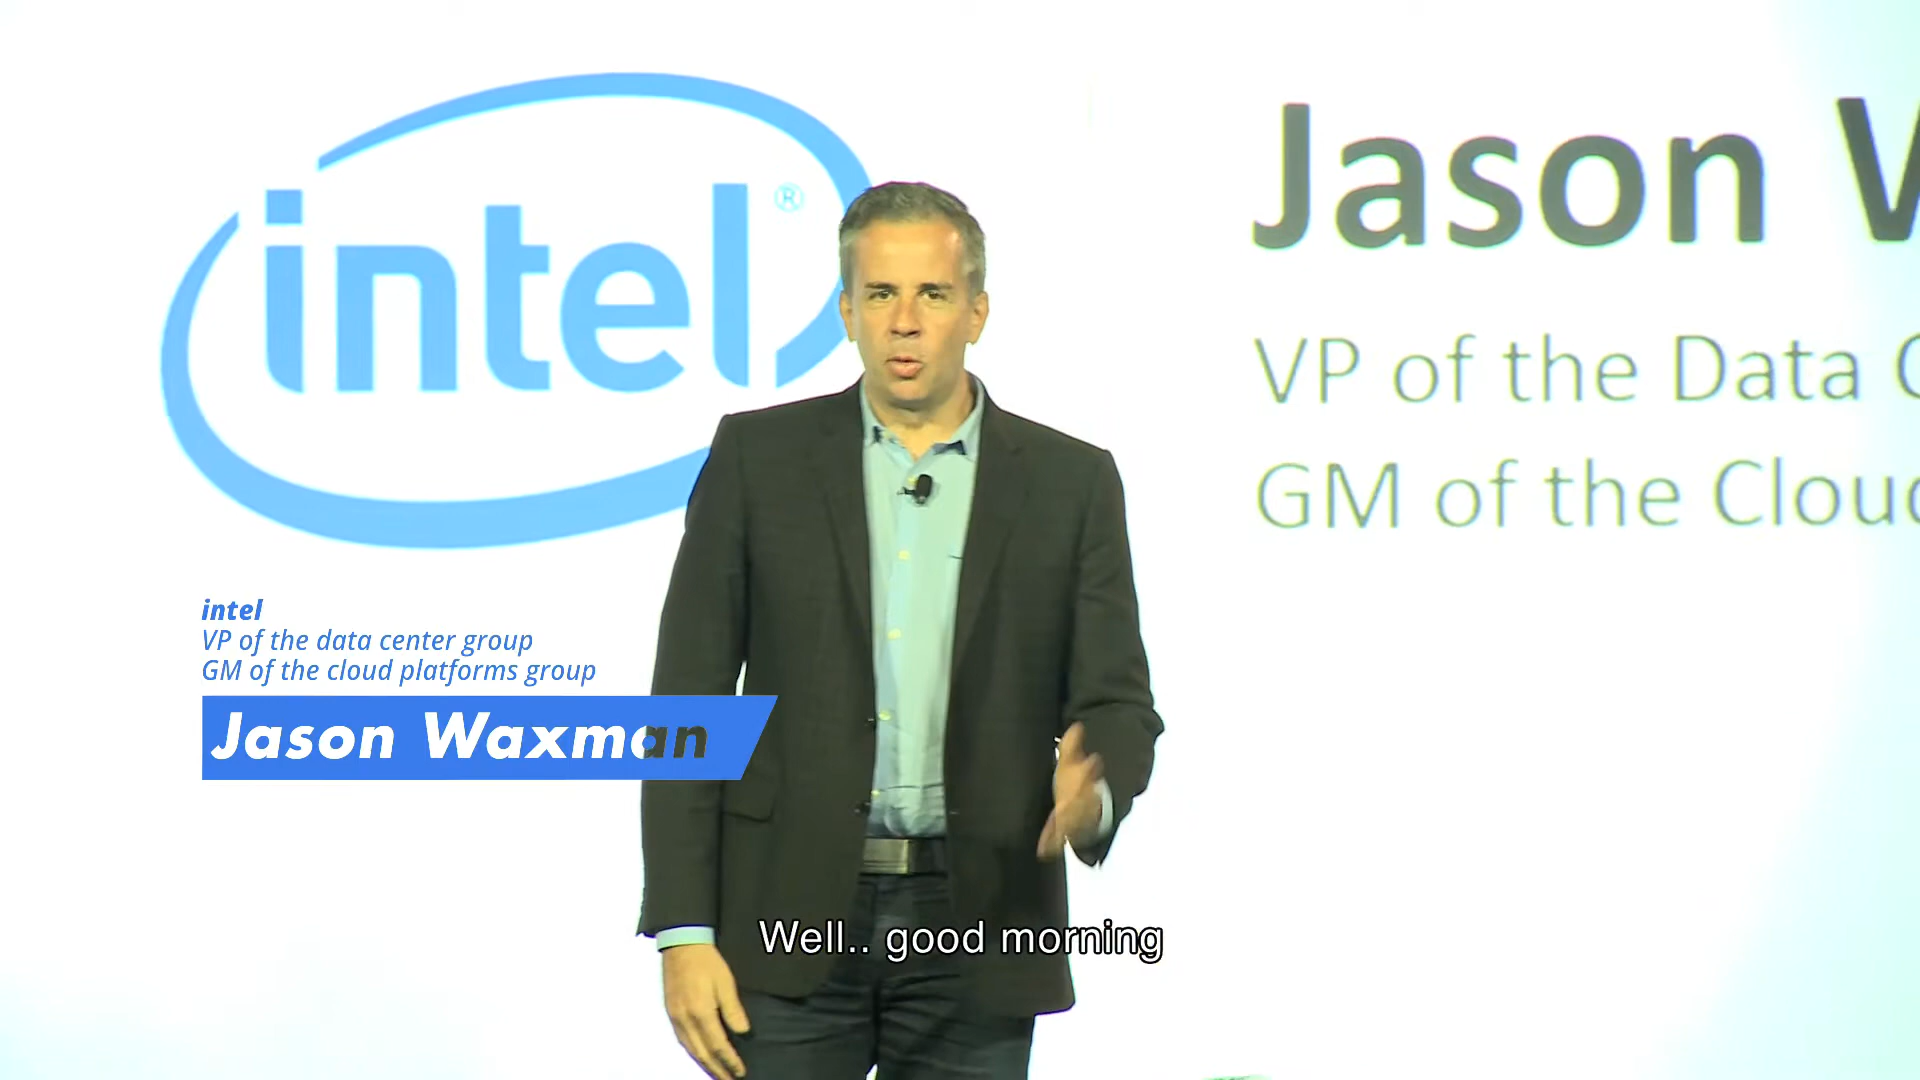 intel®
Jason
VP of the Data
GM of the Cloud
intel
VP of the data center group
GM of the cloud platforms group
Jason Waxman
Well.. good morning